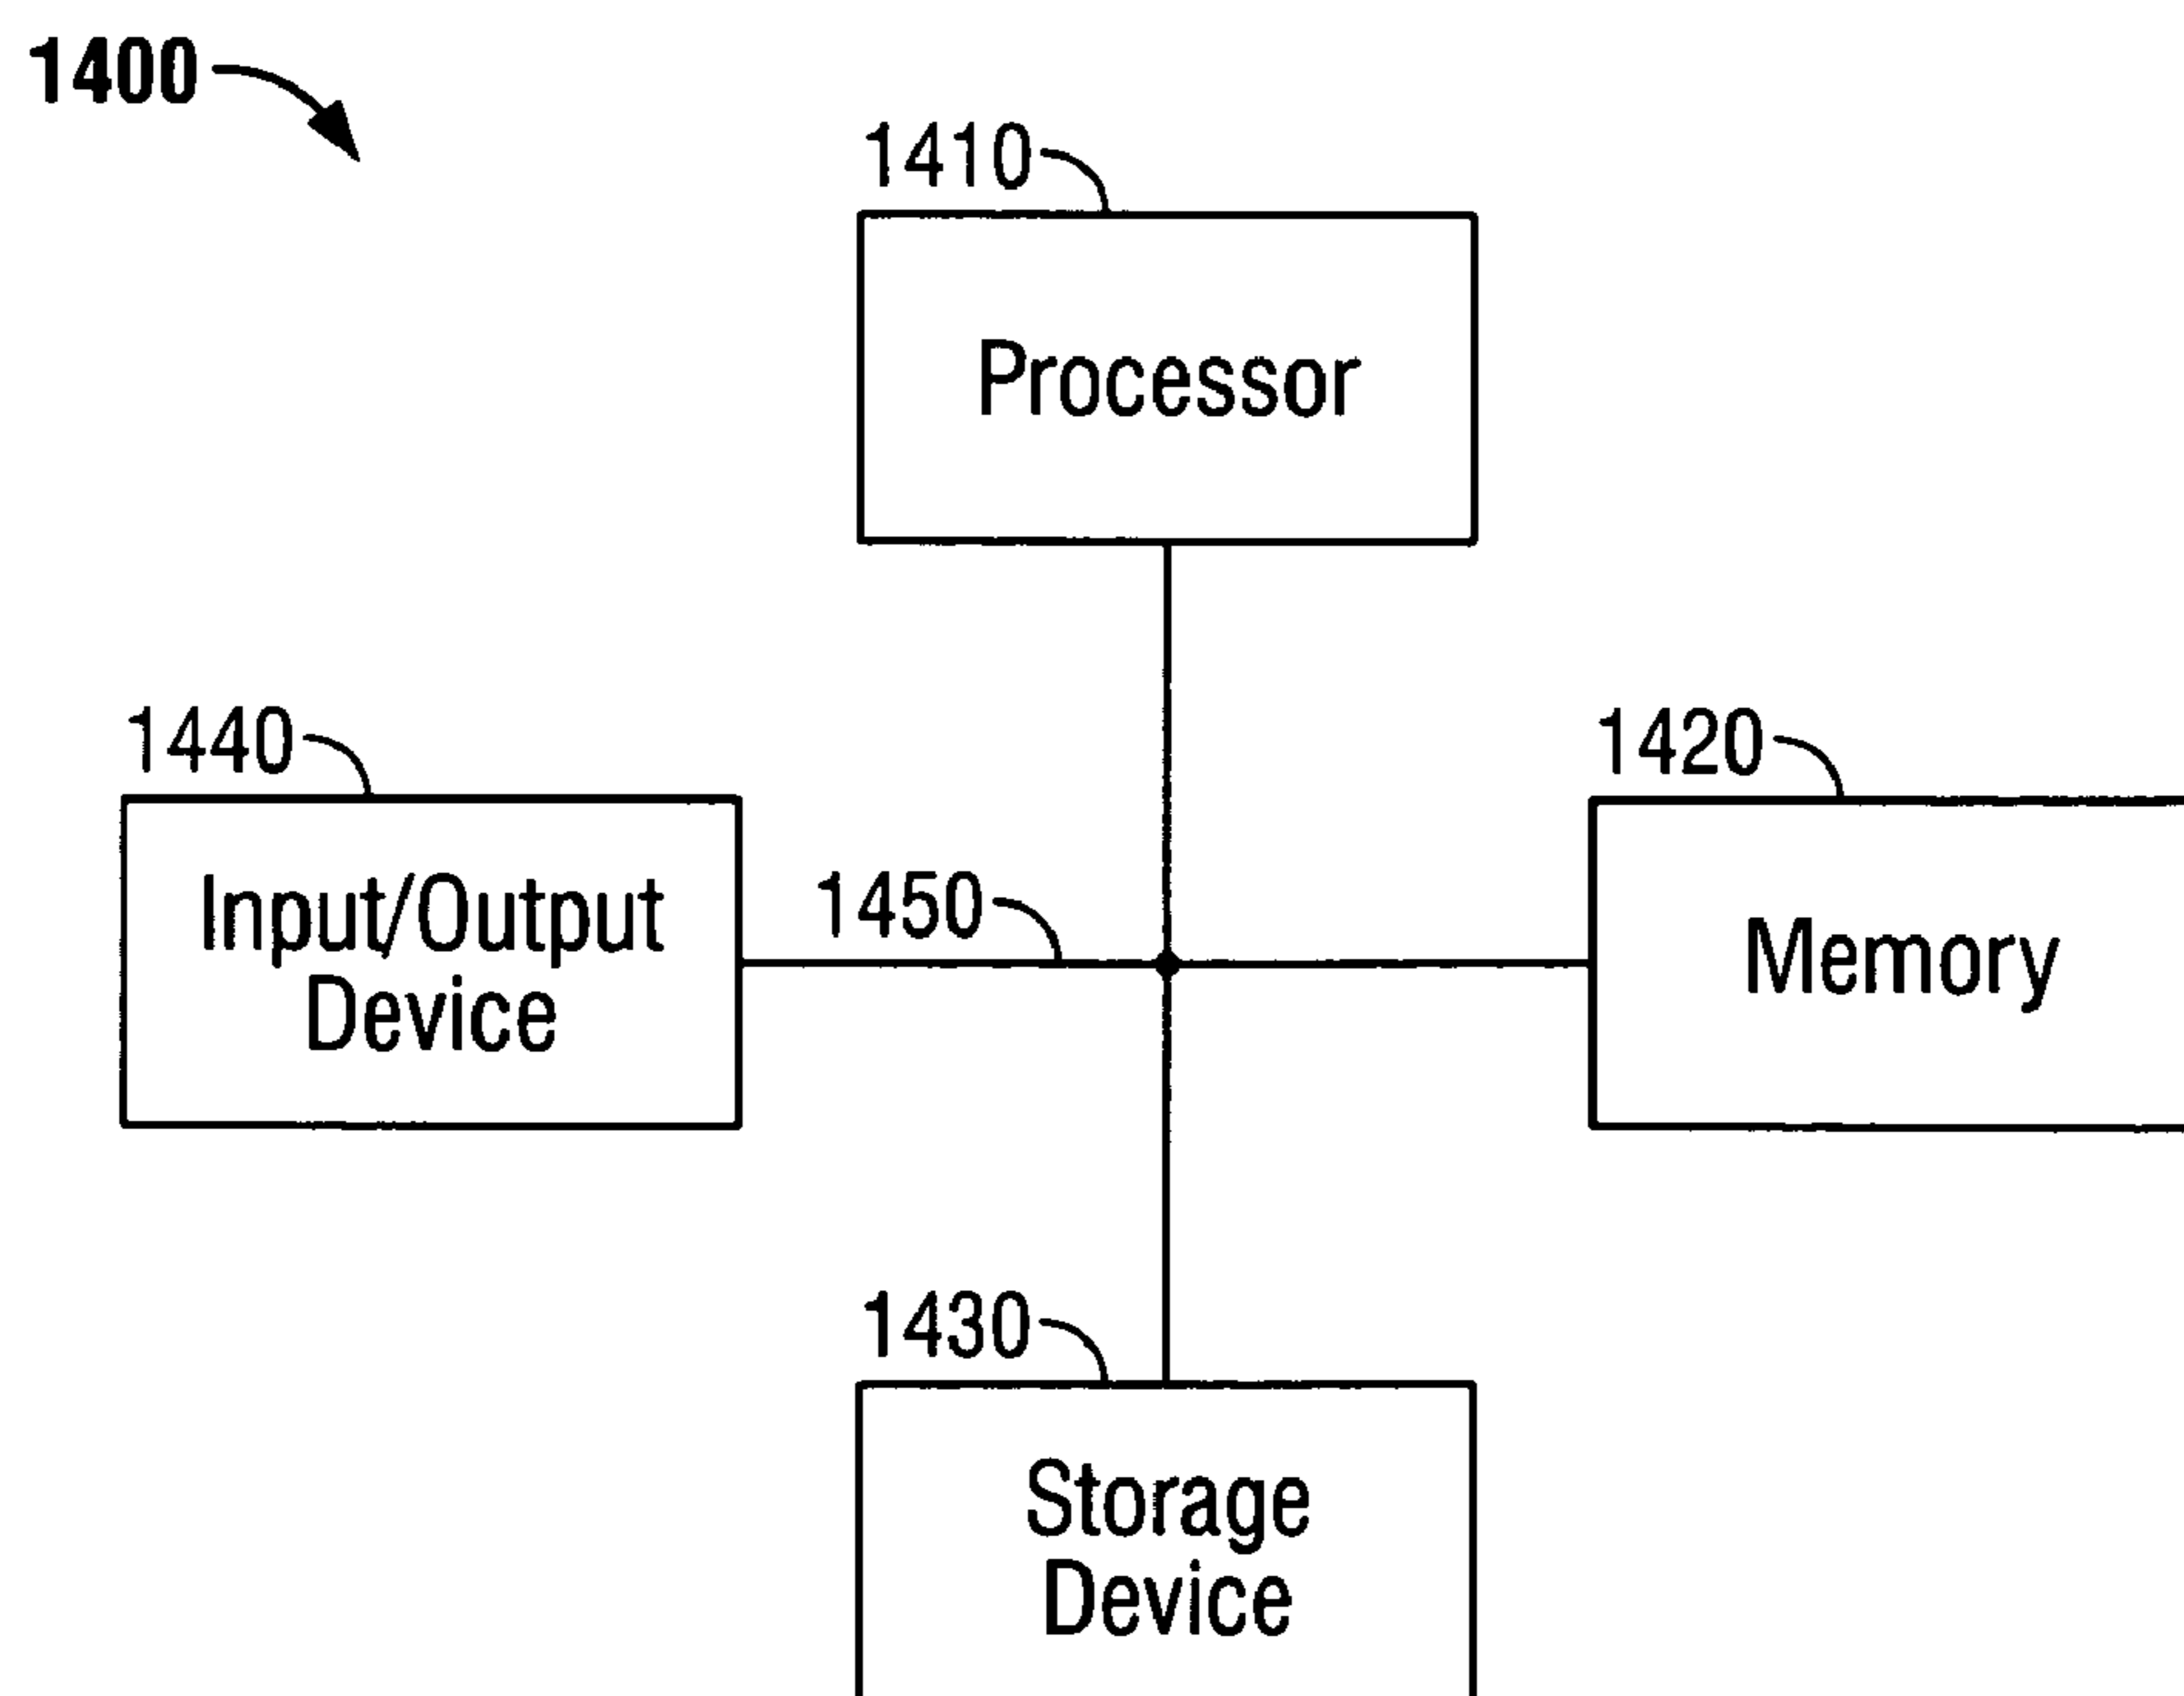 1400
1410
Processor
1440
1420
Input/Output
Device
1450
Memory
1430
Storage
Device